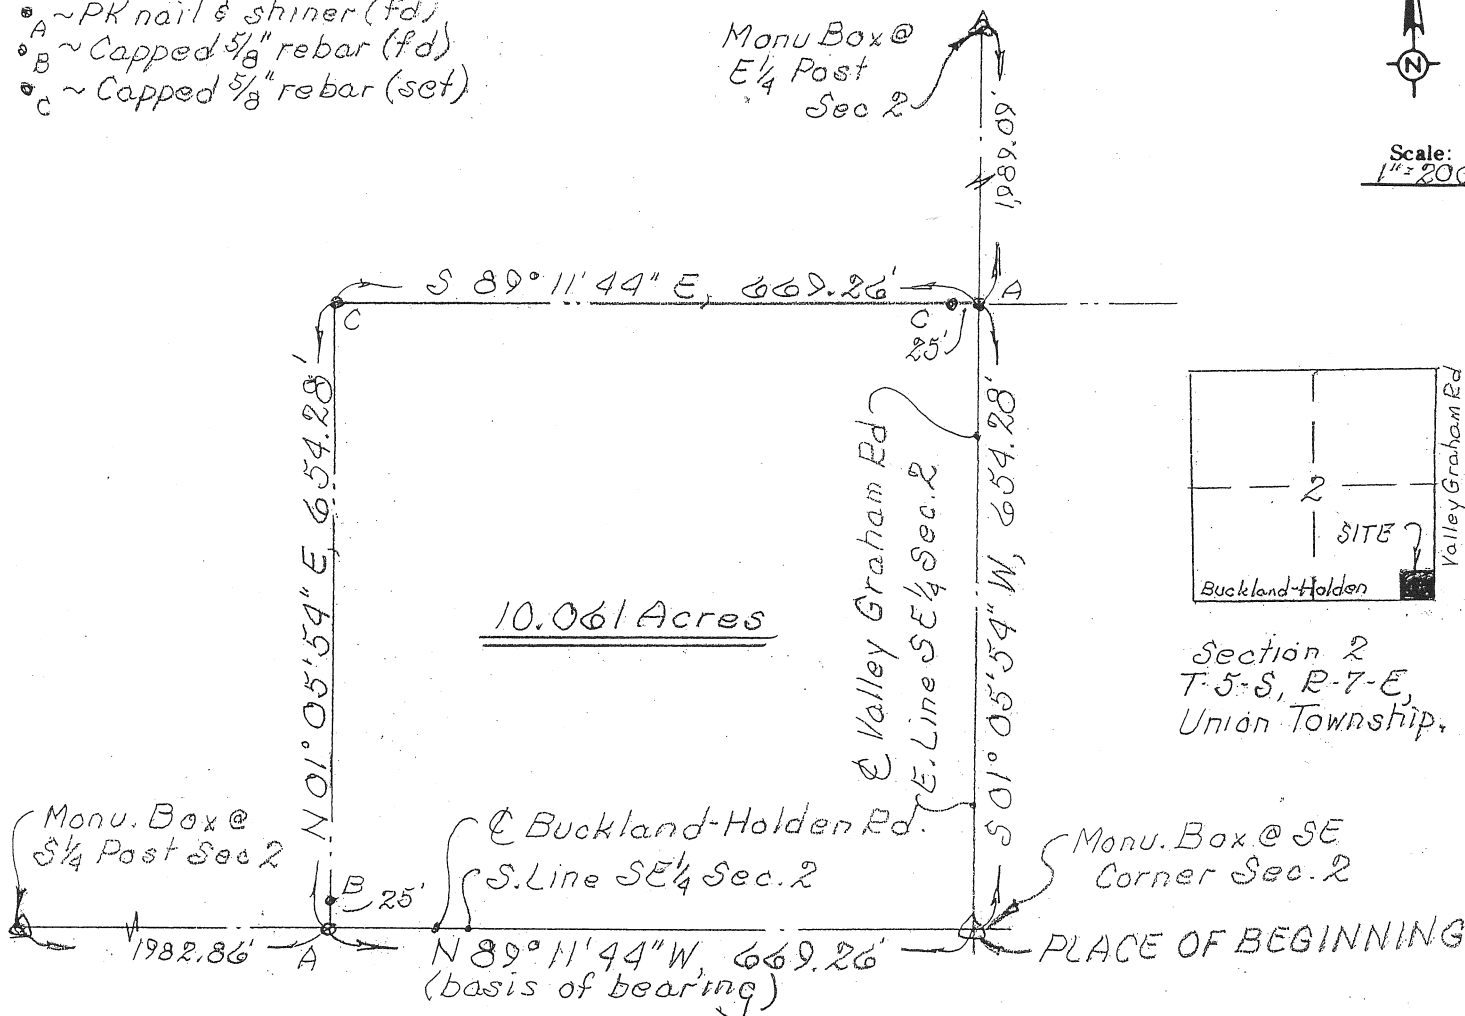 A ~ PK nail & shiner (fd)
B ~ Capped 5/8" rebar (fd)
C ~ Capped 5/8" rebar (set)
Monu Box @
E 1/4 Post
Sec 2
N
Scale:
1"=200
1,989.09'
S 89° 11' 44" E, 669.26'
A
C
C
25'
N 01° 05' 54" E, 654.28'
S 01° 05' 54" W, 654.28'
℄ Valley Graham Rd
E. Line SE 1/4 Sec. 2
10.061 Acres
2
SITE
Buckland-Holden
Valley Graham Rd
Section 2
T-5-S, R-7-E,
Union Township.
Monu. Box @
S 1/4 Post Sec 2
℄ Buckland-Holden Rd.
S. Line SE 1/4 Sec. 2
B 25'
Monu. Box @ SE
Corner Sec. 2
PLACE OF BEGINNING
1982.86'
A
N 89° 11' 44" W, 669.26'
(basis of bearing)